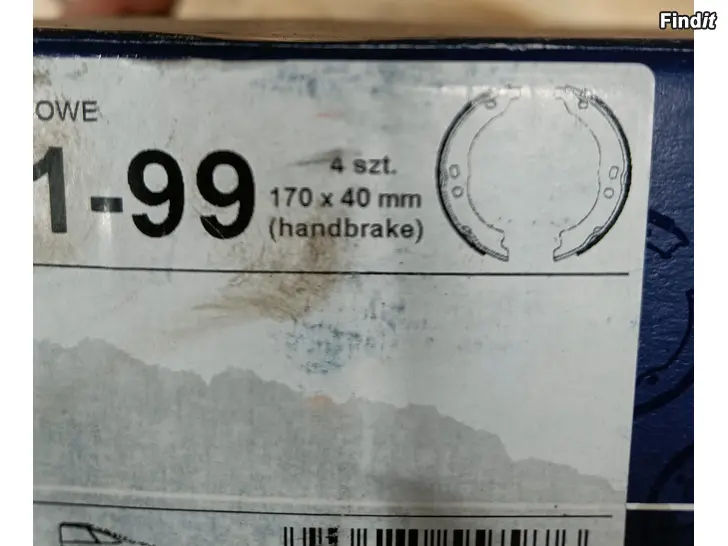 Findit
OWE
1-99
4 szt.
170 x 40 mm
(handbrake)